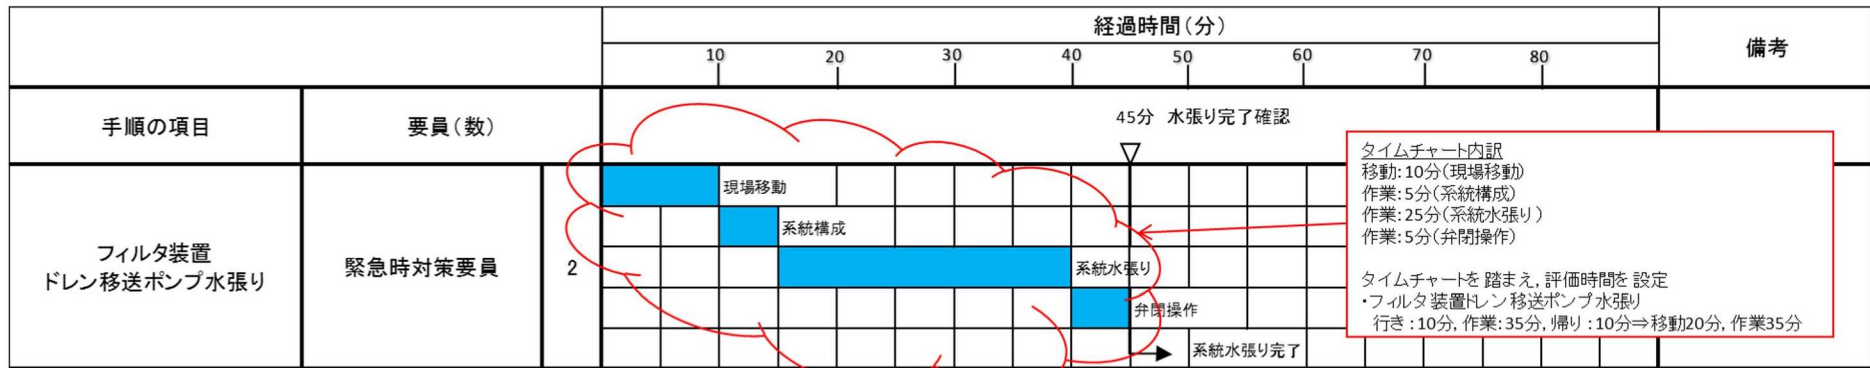 経過時間(分)
備考
10 20 30 40 50 60 70 80
手順の項目
要員(数)
45分 水張り完了確認
フィルタ装置
ドレン移送ポンプ水張り
緊急時対策要員
2
現場移動
系統構成
系統水張り
弁閉操作
系統水張り完了
タイムチャート内訳
移動:10分(現場移動)
作業:5分(系統構成)
作業:25分(系統水張り)
作業:5分(弁閉操作)
タイムチャートを踏まえ,評価時間を設定
・フィルタ装置ドレン移送ポンプ水張り
行き:10分,作業:35分,帰り:10分⇒移動20分,作業35分